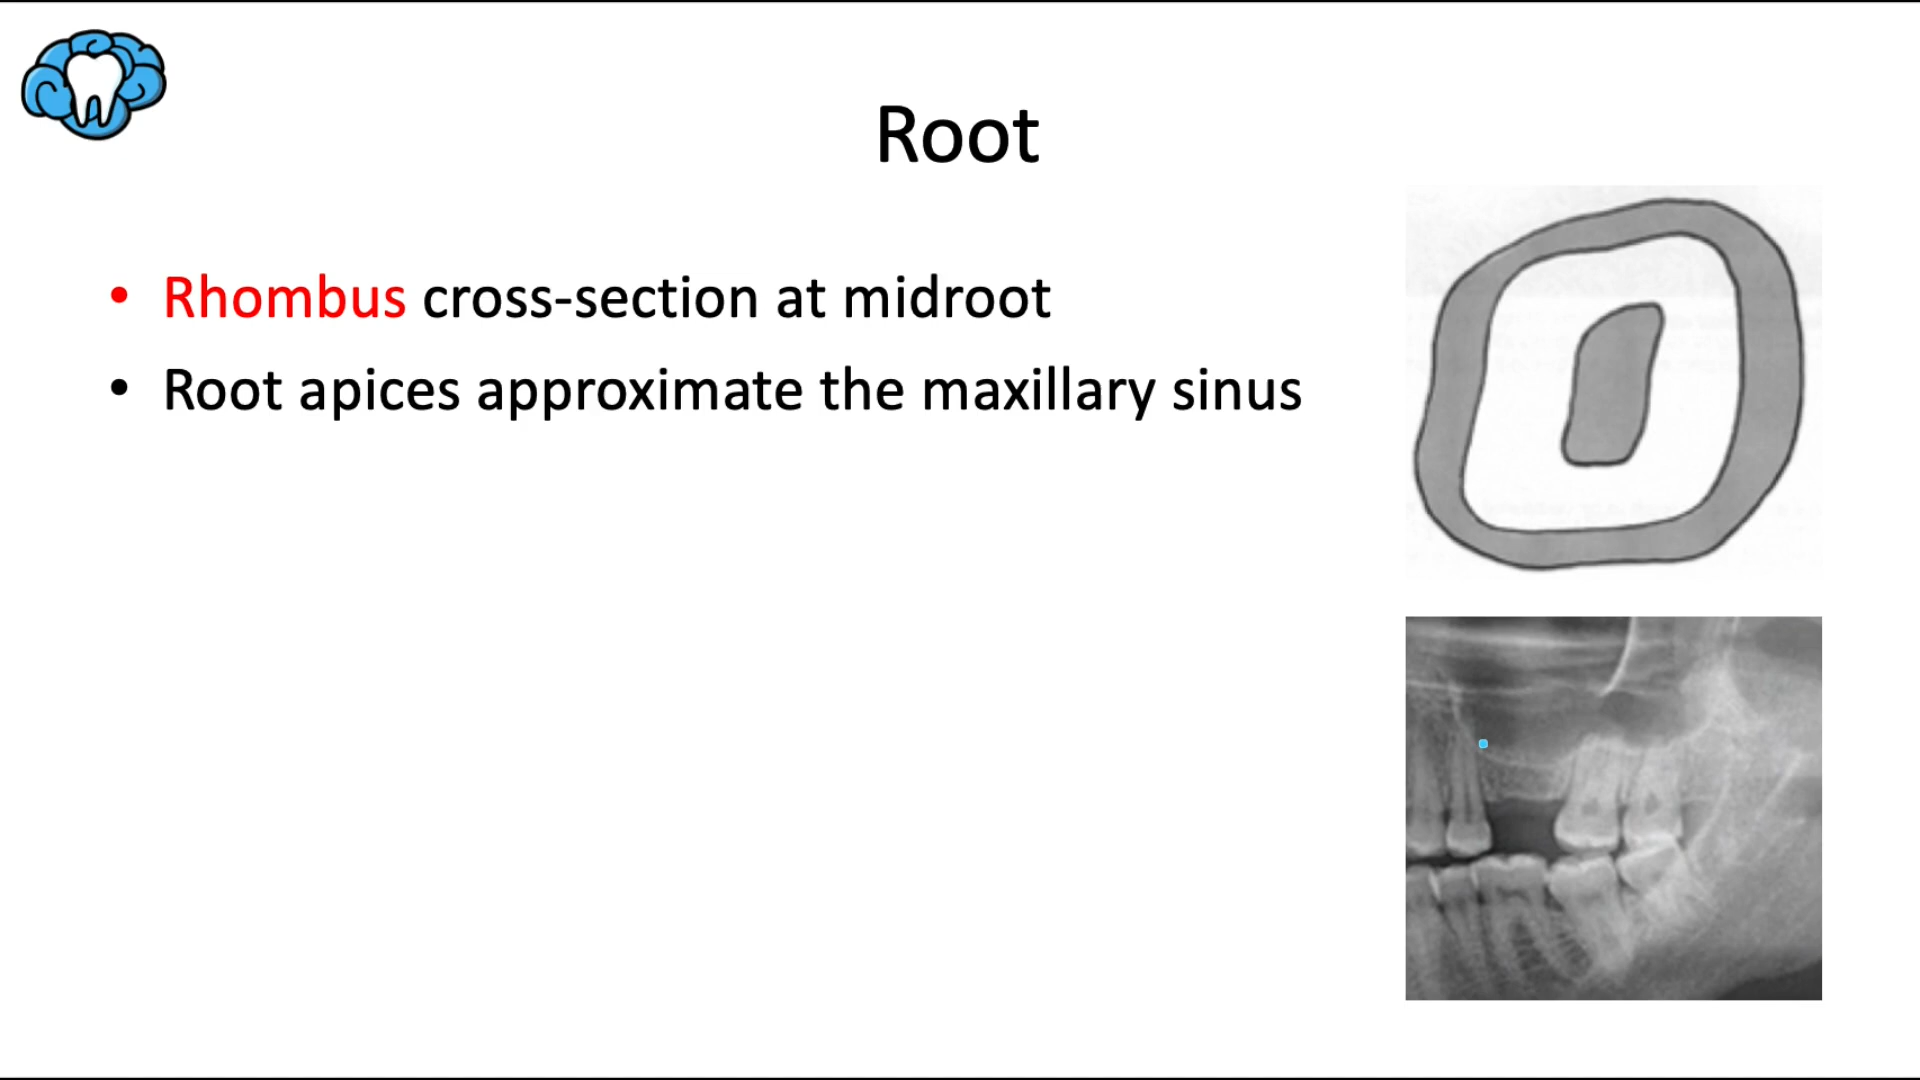 Root
• Rhombus cross-section at midroot
• Root apices approximate the maxillary sinus